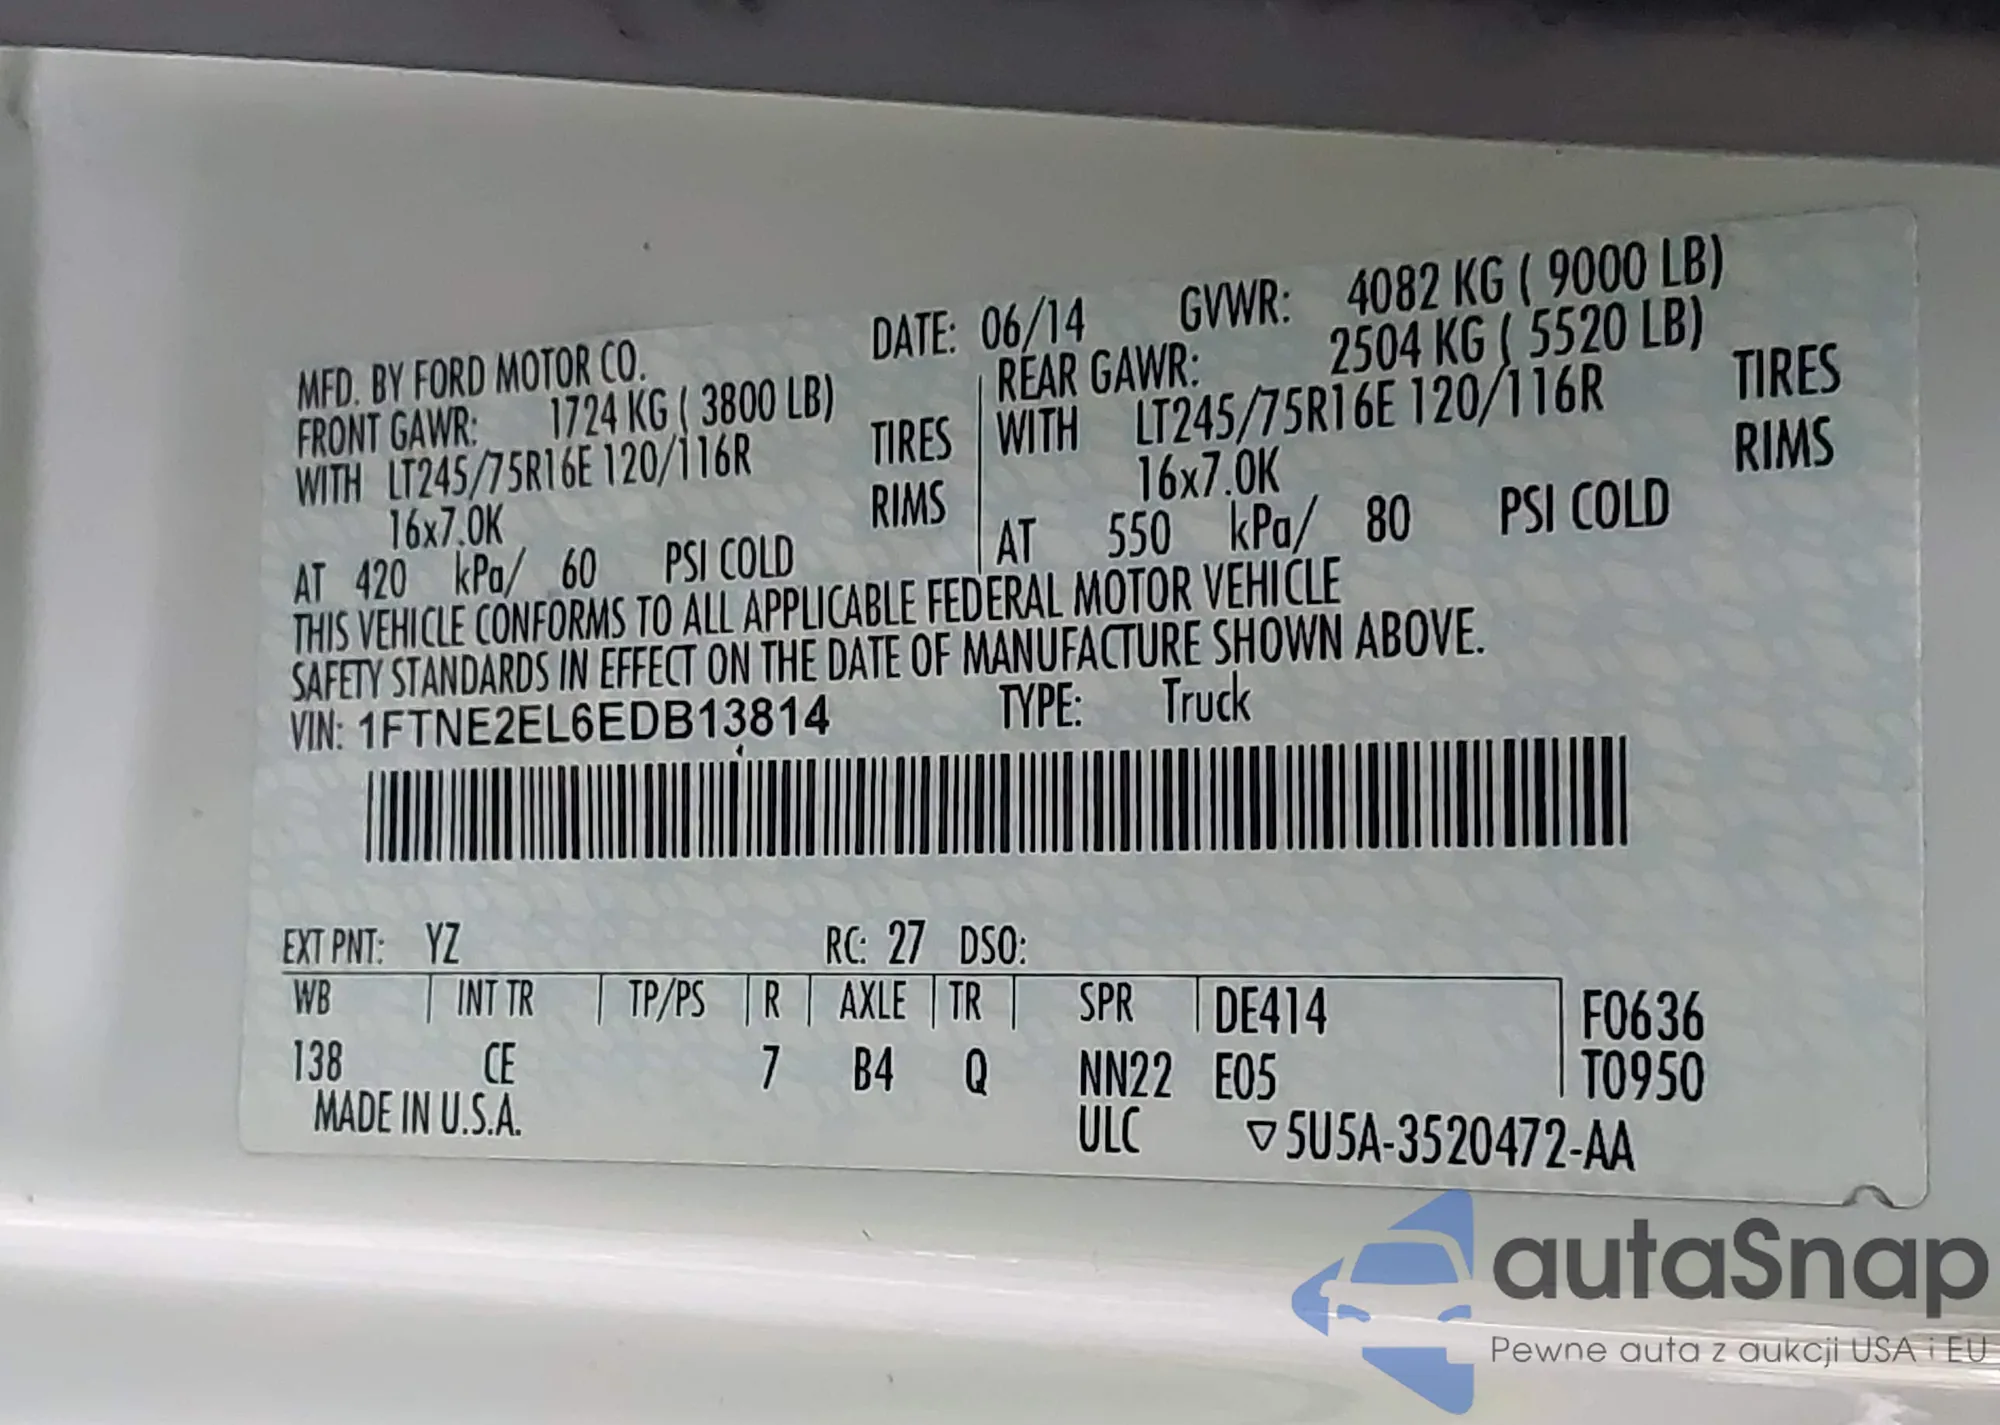 MFD. BY FORD MOTOR CO. DATE: 06/14 GVWR: 4082 KG ( 9000 LB)
FRONT GAWR: 1724 KG ( 3800 LB) REAR GAWR: 2504 KG ( 5520 LB)
WITH LT245/75R16E 120/116R TIRES WITH LT245/75R16E 120/116R TIRES
16x7.0K RIMS 16x7.0K RIMS
AT 420 kPa/ 60 PSI COLD AT 550 kPa/ 80 PSI COLD
THIS VEHICLE CONFORMS TO ALL APPLICABLE FEDERAL MOTOR VEHICLE
SAFETY STANDARDS IN EFFECT ON THE DATE OF MANUFACTURE SHOWN ABOVE.
VIN: 1FTNE2EL6EDB13814 TYPE: Truck
EXT PNT: YZ RC: 27 DSO:
WB INT TR TP/PS R AXLE TR SPR DE414 F0636
138 CE 7 B4 Q NN22 E05 T0950
MADE IN U.S.A. ULC ▽5U5A-3520472-AA
autaSnap
Pewne auta z aukcji USA i EU